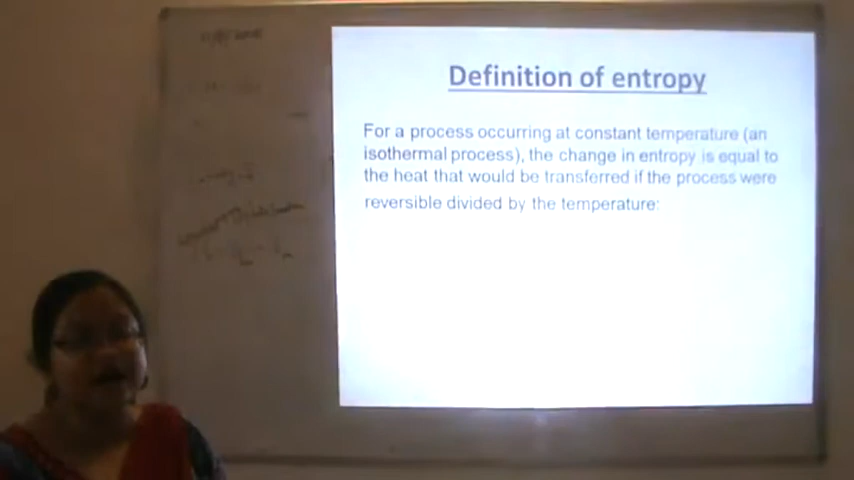 Definition of entropy
For a process occurring at constant temperature (an
isothermal process), the change in entropy is equal to
the heat that would be transferred if the process were
reversible divided by the temperature: